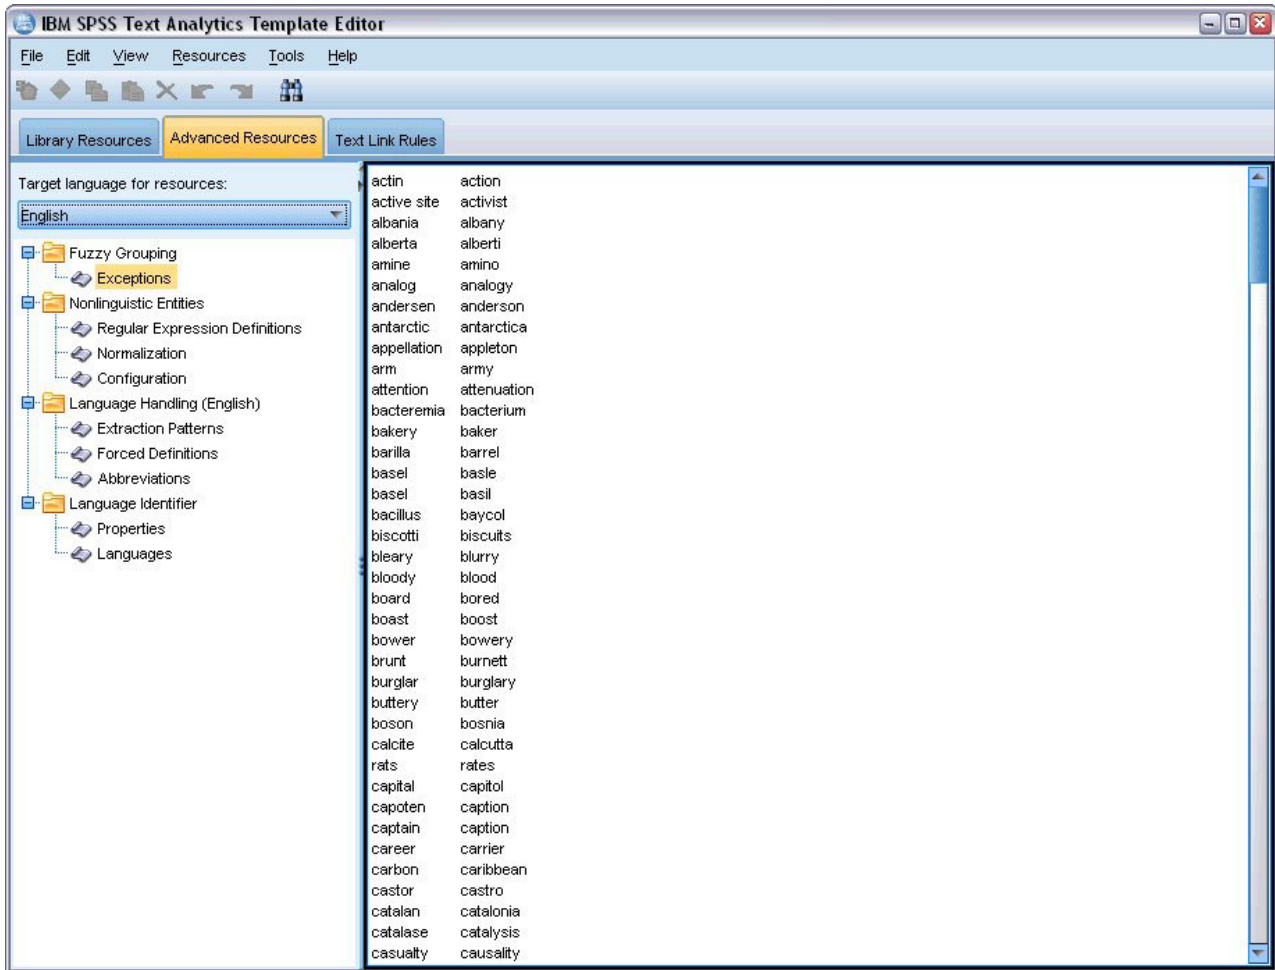 IBM SPSS Text Analytics Template Editor
File Edit View Resources Tools Help
Library Resources Advanced Resources Text Link Rules
Target language for resources:
English
Fuzzy Grouping
Exceptions
Nonlinguistic Entities
Regular Expression Definitions
Normalization
Configuration
Language Handling (English)
Extraction Patterns
Forced Definitions
Abbreviations
Language Identifier
Properties
Languages
actin action
active site activist
albania albany
alberta alberti
amine amino
analog analogy
andersen anderson
antarctic antarctica
appellation appleton
arm army
attention attenuation
bacteremia bacterium
bakery baker
barilla barrel
basel basle
basel basil
bacillus baycol
biscotti biscuits
bleary blurry
bloody blood
board bored
boast boost
bower bowery
brunt burnett
burglar burglary
buttery butter
boson bosnia
calcite calcutta
rats rates
capital capitol
capoten caption
captain caption
career carrier
carbon caribbean
castor castro
catalan catalonia
catalase catalysis
casualty causality